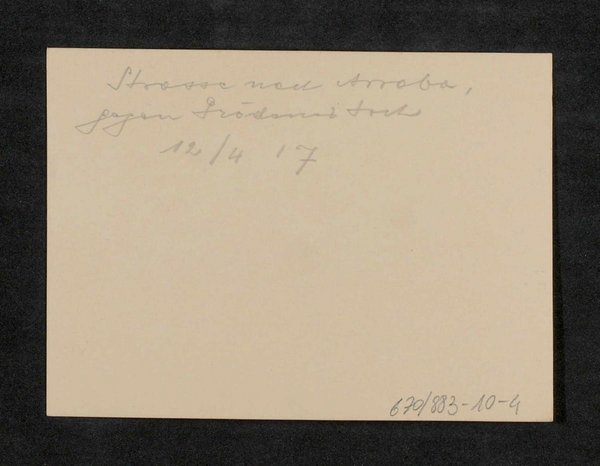 Strasse nach Arraba,
gegen
12/4 17
670/883-10-4